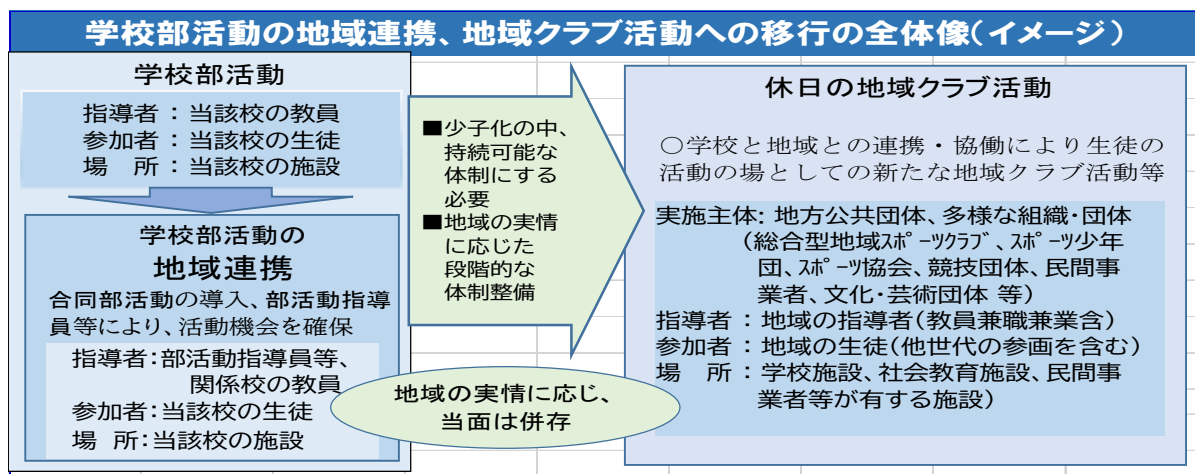 学校部活動の地域連携、地域クラブ活動への移行の全体像(イメージ)
学校部活動
指導者：当該校の教員
参加者：当該校の生徒
場　所：当該校の施設
学校部活動の
地域連携
合同部活動の導入、部活動指導
員等により、活動機会を確保
指導者：部活動指導員等、
関係校の教員
参加者：当該校の生徒
場　所：当該校の施設
■少子化の中、
持続可能な
体制にする
必要
■地域の実情
に応じた
段階的な
体制整備
地域の実情に応じ、
当面は併存
休日の地域クラブ活動
○学校と地域との連携・協働により生徒の
活動の場としての新たな地域クラブ活動等
実施主体：地方公共団体、多様な組織・団体
(総合型地域ｽﾎﾟｰﾂｸﾗﾌﾞ、ｽﾎﾟｰﾂ少年
団、ｽﾎﾟｰﾂ協会、競技団体、民間事
業者、文化・芸術団体 等)
指導者：地域の指導者(教員兼職兼業含)
参加者：地域の生徒(他世代の参画を含む)
場　所：学校施設、社会教育施設、民間事
業者等が有する施設)